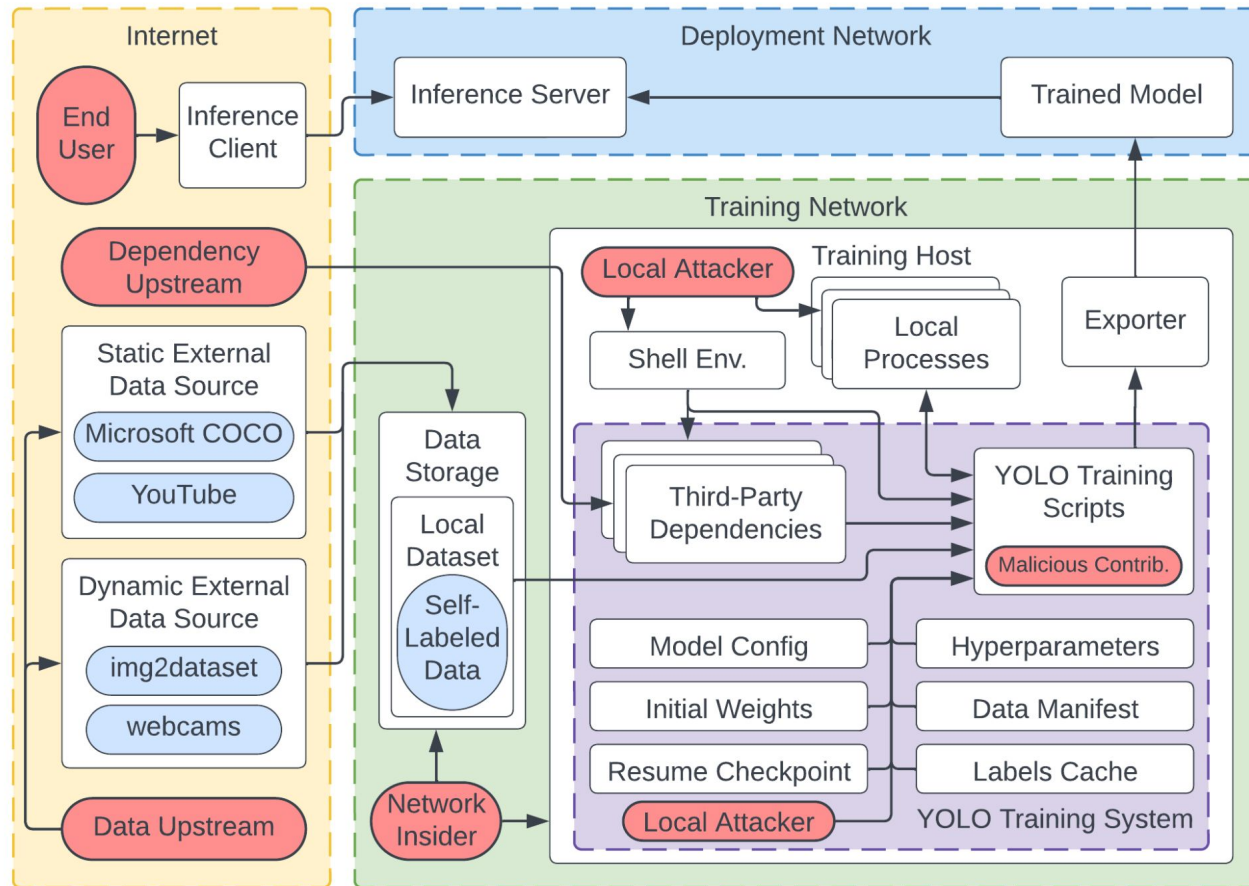 Internet
End
User
Inference
Client
Dependency
Upstream
Static External
Data Source
Microsoft COCO
YouTube
Dynamic External
Data Source
img2dataset
webcams
Data Upstream
Deployment Network
Inference Server
Trained Model
Training Network
Data
Storage
Local
Dataset
Self-
Labeled
Data
Network
Insider
Local Attacker
Training Host
Shell Env.
Local
Processes
Exporter
Third-Party
Dependencies
YOLO Training
Scripts
Malicious Contrib.
Model Config
Hyperparameters
Initial Weights
Data Manifest
Resume Checkpoint
Labels Cache
Local Attacker
YOLO Training System